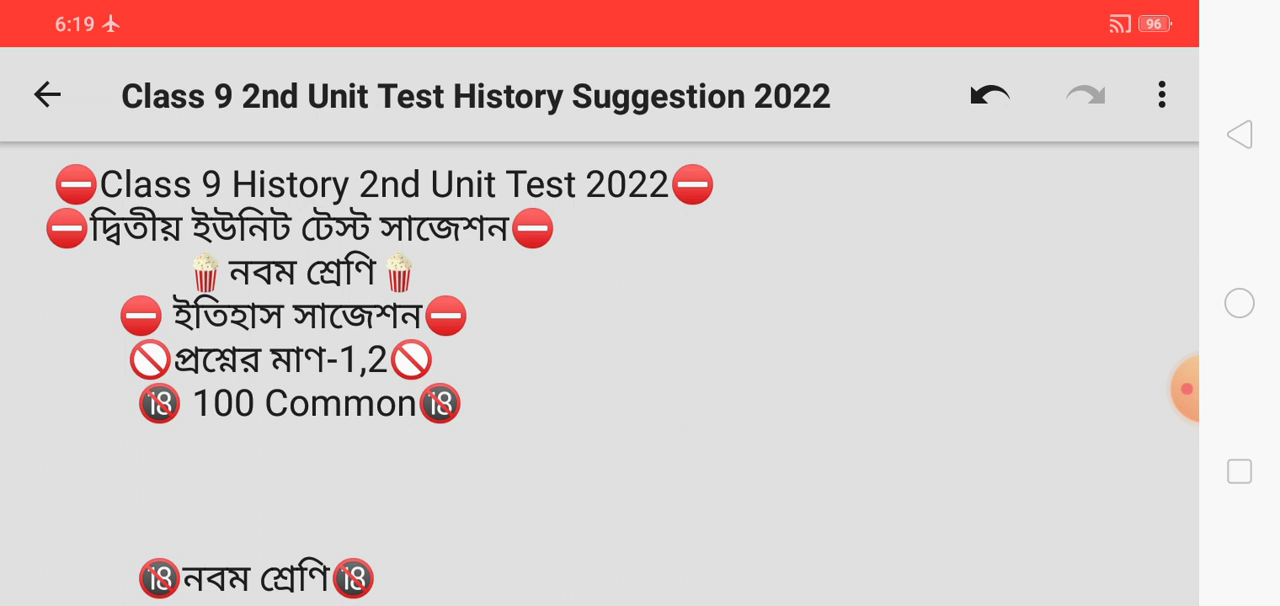 6:19
96
Class 9 2nd Unit Test History Suggestion 2022
⛔Class 9 History 2nd Unit Test 2022⛔
⛔দ্বিতীয় ইউনিট টেস্ট সাজেশন⛔
🍿 নবম শ্রেণি 🍿
⛔ ইতিহাস সাজেশন⛔
🚫প্রশ্নের মাণ-1,2🚫
🔞 100 Common🔞
🔞নবম শ্রেণি🔞